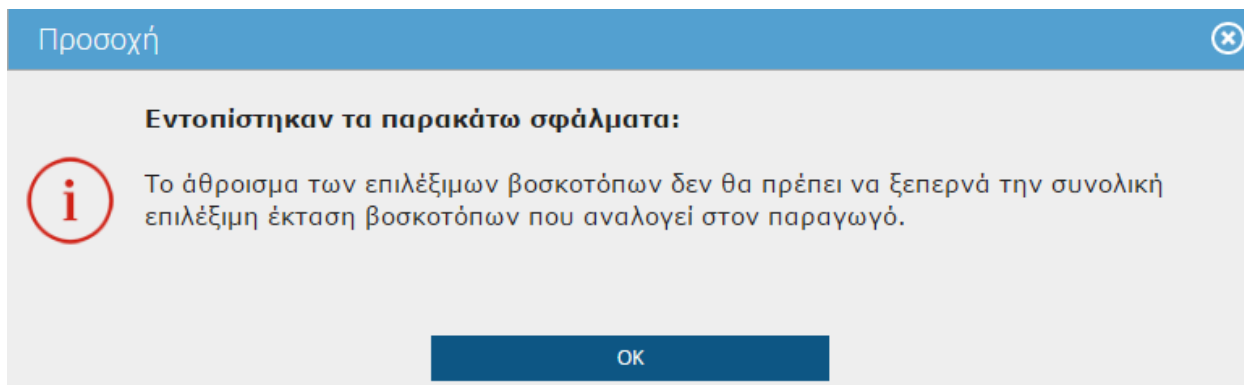 Προσοχή
Εντοπίστηκαν τα παρακάτω σφάλματα:
Το άθροισμα των επιλέξιμων βοσκοτόπων δεν θα πρέπει να ξεπερνά την συνολική
επιλέξιμη έκταση βοσκοτόπων που αναλογεί στον παραγωγό.
OK